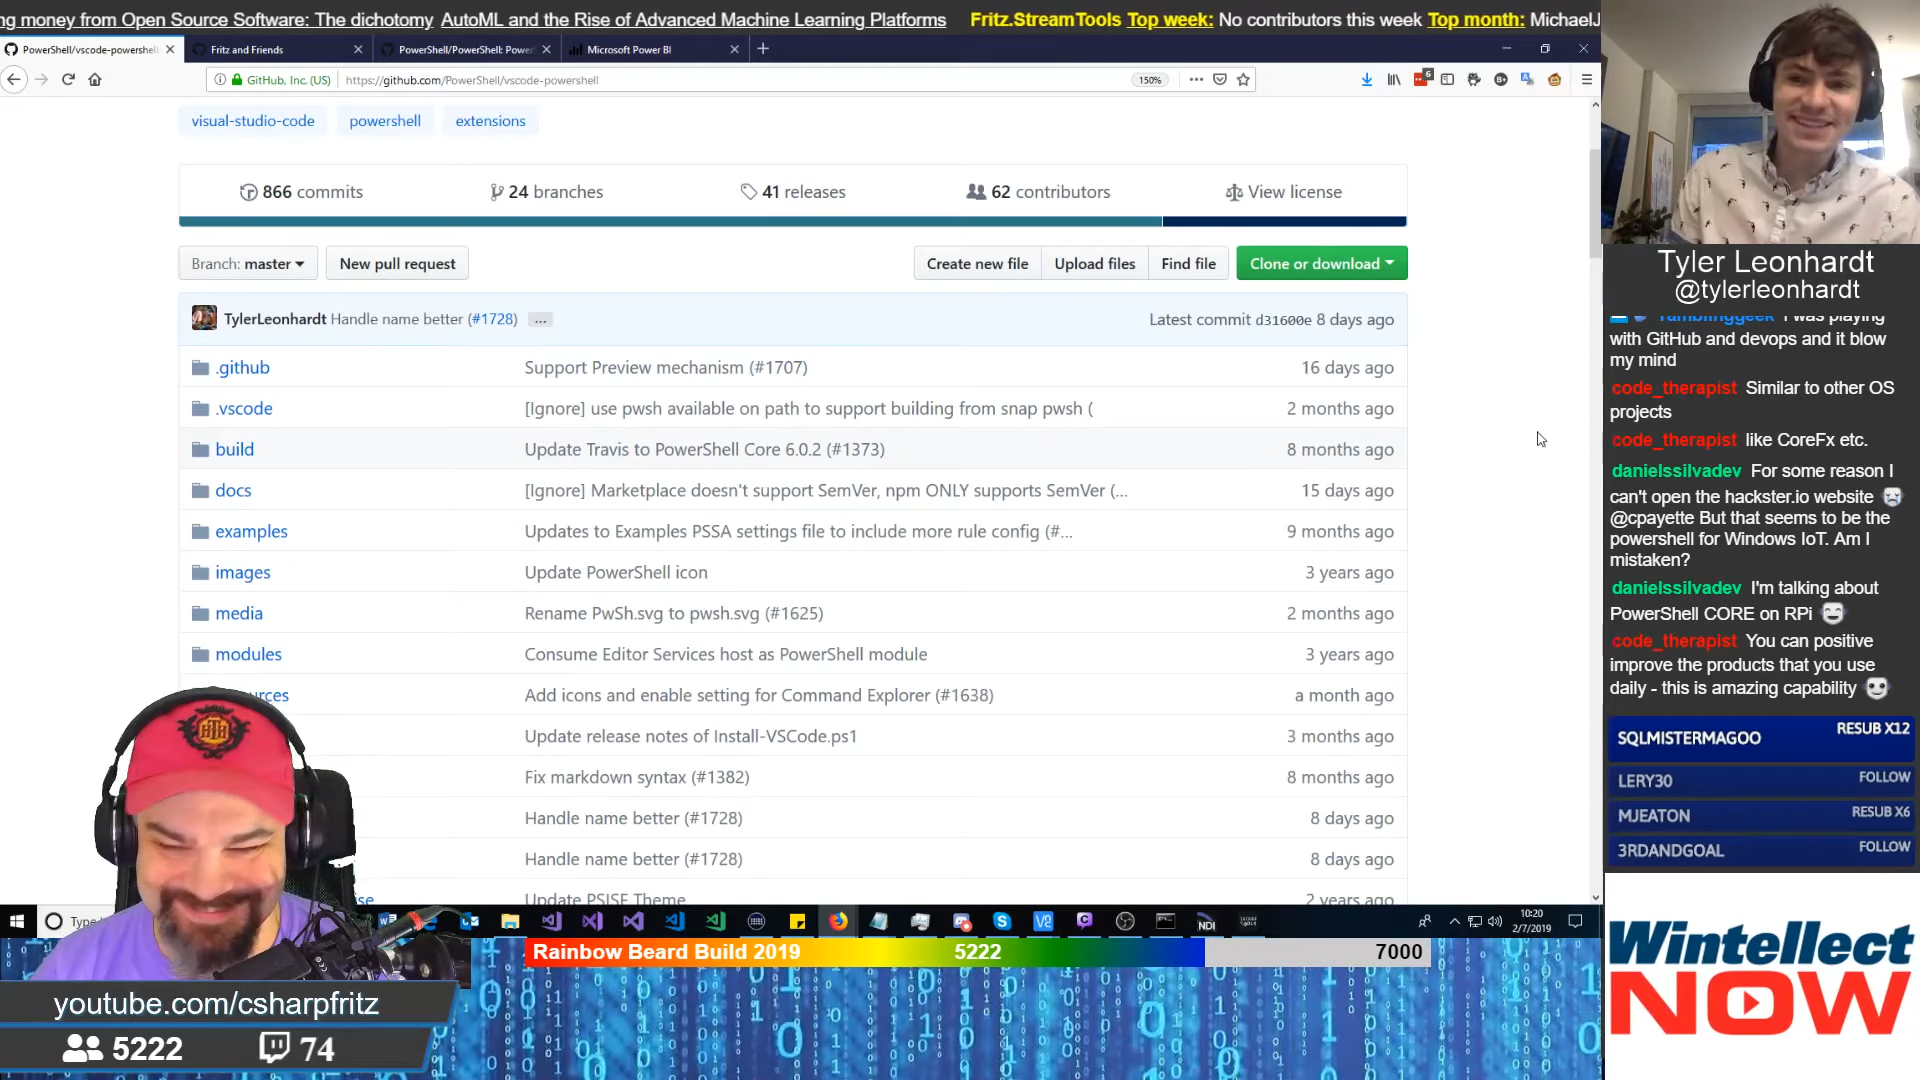 ng money from Open Source Software: The dichotomy AutoML and the Rise of Advanced Machine Learning Platforms Fritz.StreamTools Top week: No contributors this week Top month: MichaelJ
PowerShell/vscode-powershell Fritz and Friends PowerShell/PowerShell: Power Microsoft Power BI
GitHub, Inc. (US) https://github.com/PowerShell/vscode-powershell 150% 6
visual-studio-code powershell extensions
866 commits 24 branches 41 releases 62 contributors View license
Branch: master New pull request Create new file Upload files Find file Clone or download
TylerLeonhardt Handle name better (#1728) ... Latest commit d31600e 8 days ago
.github Support Preview mechanism (#1707) 16 days ago
.vscode [Ignore] use pwsh available on path to support building from snap pwsh ( 2 months ago
build Update Travis to PowerShell Core 6.0.2 (#1373) 8 months ago
docs [Ignore] Marketplace doesn't support SemVer, npm ONLY supports SemVer (... 15 days ago
examples Updates to Examples PSSA settings file to include more rule config (#... 9 months ago
images Update PowerShell icon 3 years ago
media Rename PwSh.svg to pwsh.svg (#1625) 2 months ago
modules Consume Editor Services host as PowerShell module 3 years ago
urces Add icons and enable setting for Command Explorer (#1638) a month ago
Update release notes of Install-VSCode.ps1 3 months ago
Fix markdown syntax (#1382) 8 months ago
Handle name better (#1728) 8 days ago
Handle name better (#1728) 8 days ago
ise Update PSISE Theme 2 years ago
Type
10:20
2/7/2019
Tyler Leonhardt
@tylerleonhardt
ramblinggeek I was playing
with GitHub and devops and it blow
my mind
code_therapist Similar to other OS
projects
code_therapist like CoreFx etc.
danielssilvadev For some reason I
can't open the hackster.io website
@cpayette But that seems to be the
powershell for Windows IoT. Am I
mistaken?
danielssilvadev I'm talking about
PowerShell CORE on RPi
code_therapist You can positive
improve the products that you use
daily - this is amazing capability
SQLMISTERMAGOO RESUB X12
LERY30 FOLLOW
MJEATON RESUB X6
3RDANDGOAL FOLLOW
Wintellect
NOW
Rainbow Beard Build 2019 5222 7000
youtube.com/csharpfritz
5222 74